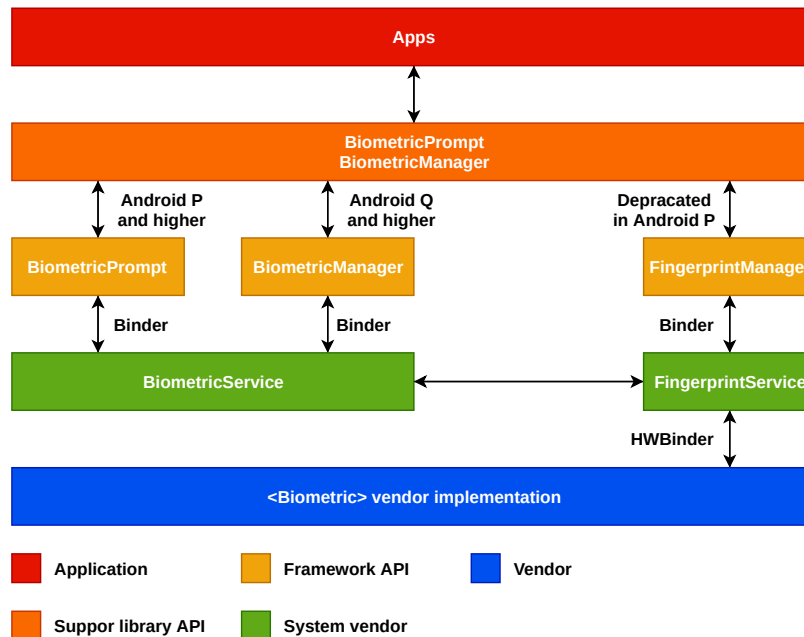 Apps
BiometricPrompt
BiometricManager
Android P
and higher
Android Q
and higher
Depracated
in Android P
BiometricPrompt
BiometricManager
FingerprintManager
Binder
Binder
Binder
BiometricService
FingerprintService
HWBinder
<Biometric> vendor implementation
Application
Framework API
Vendor
Suppor library API
System vendor